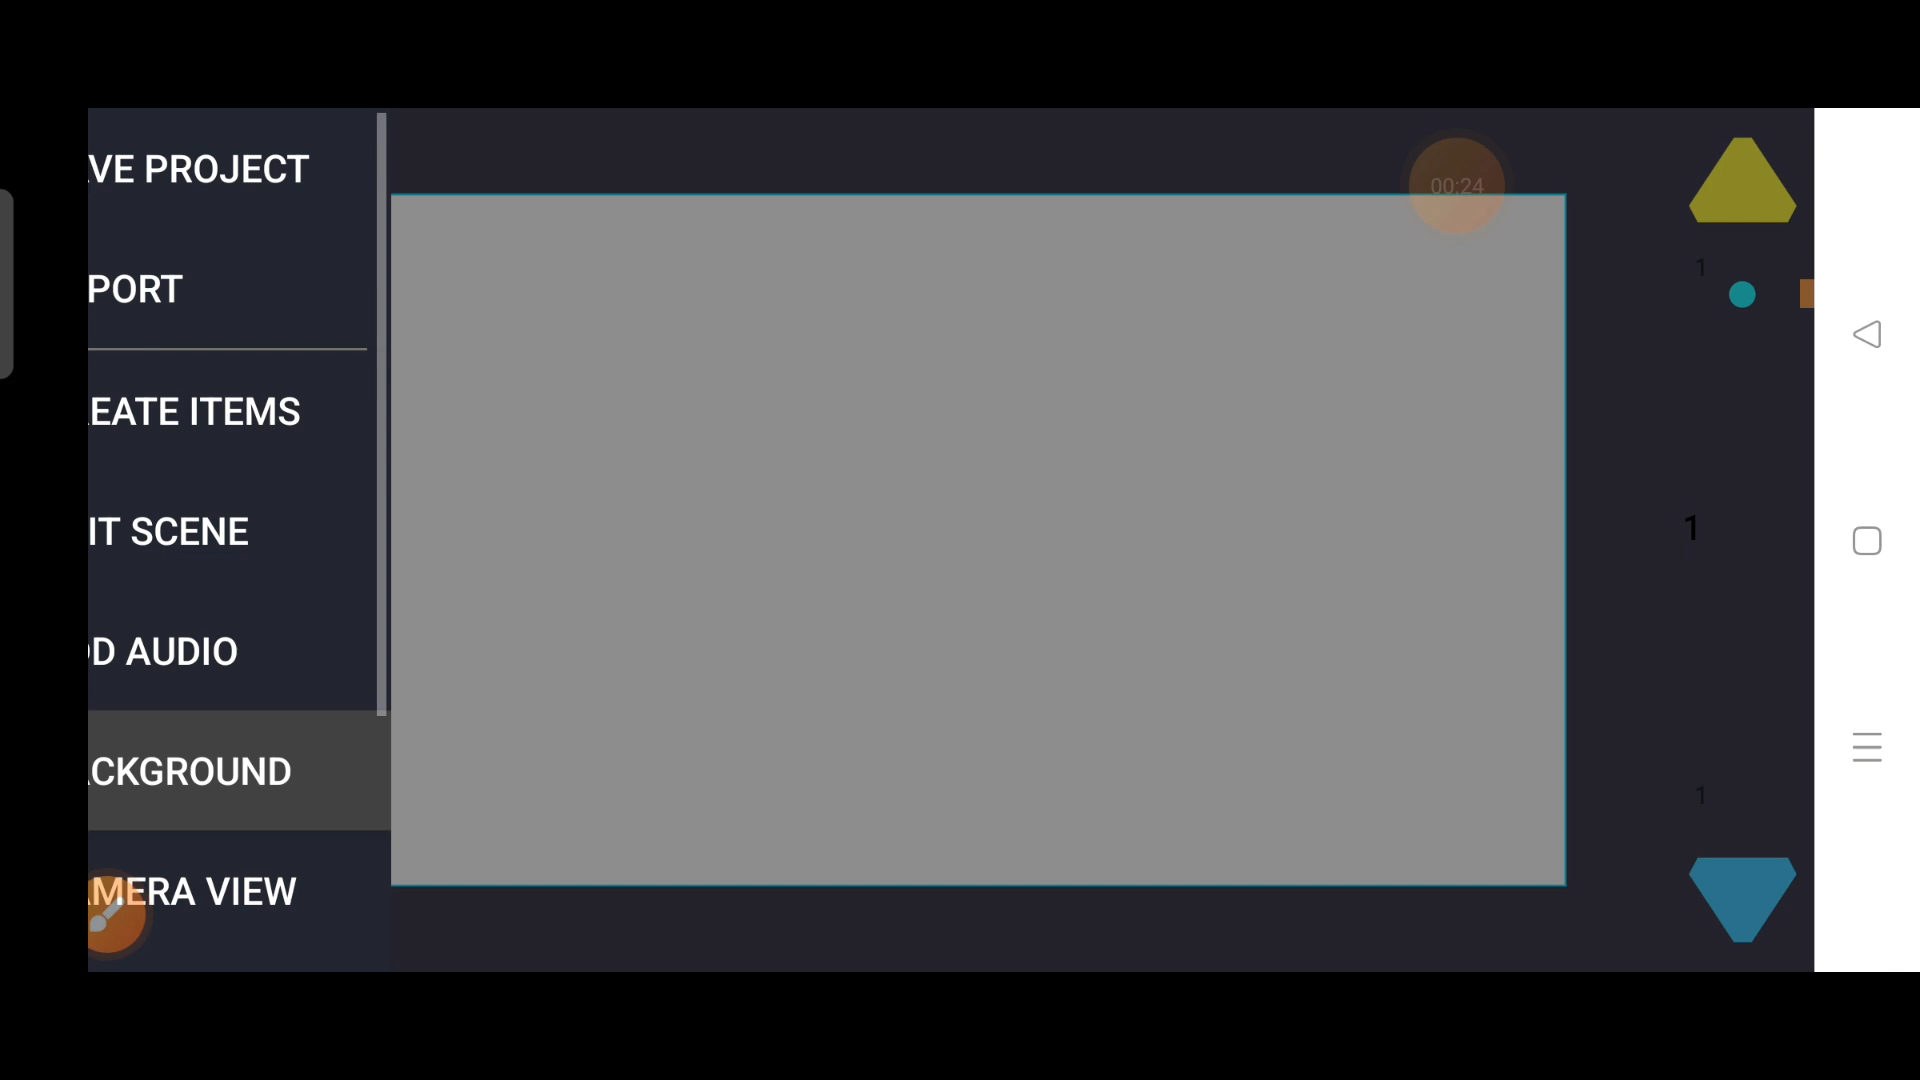 VE PROJECT
00:24
1
PORT
EATE ITEMS
IT SCENE
1
D AUDIO
CKGROUND
1
MERA VIEW